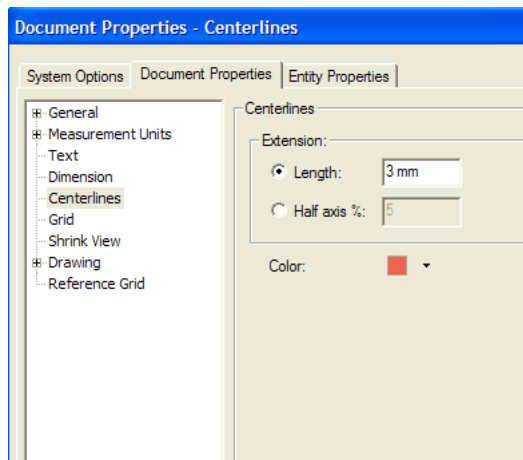 Document Properties - Centerlines
System Options Document Properties Entity Properties
General
Measurement Units
Text
Dimension
Centerlines
Grid
Shrink View
Drawing
Reference Grid
Centerlines
Extension:
Length: 3 mm
Half axis %: 5
Color: